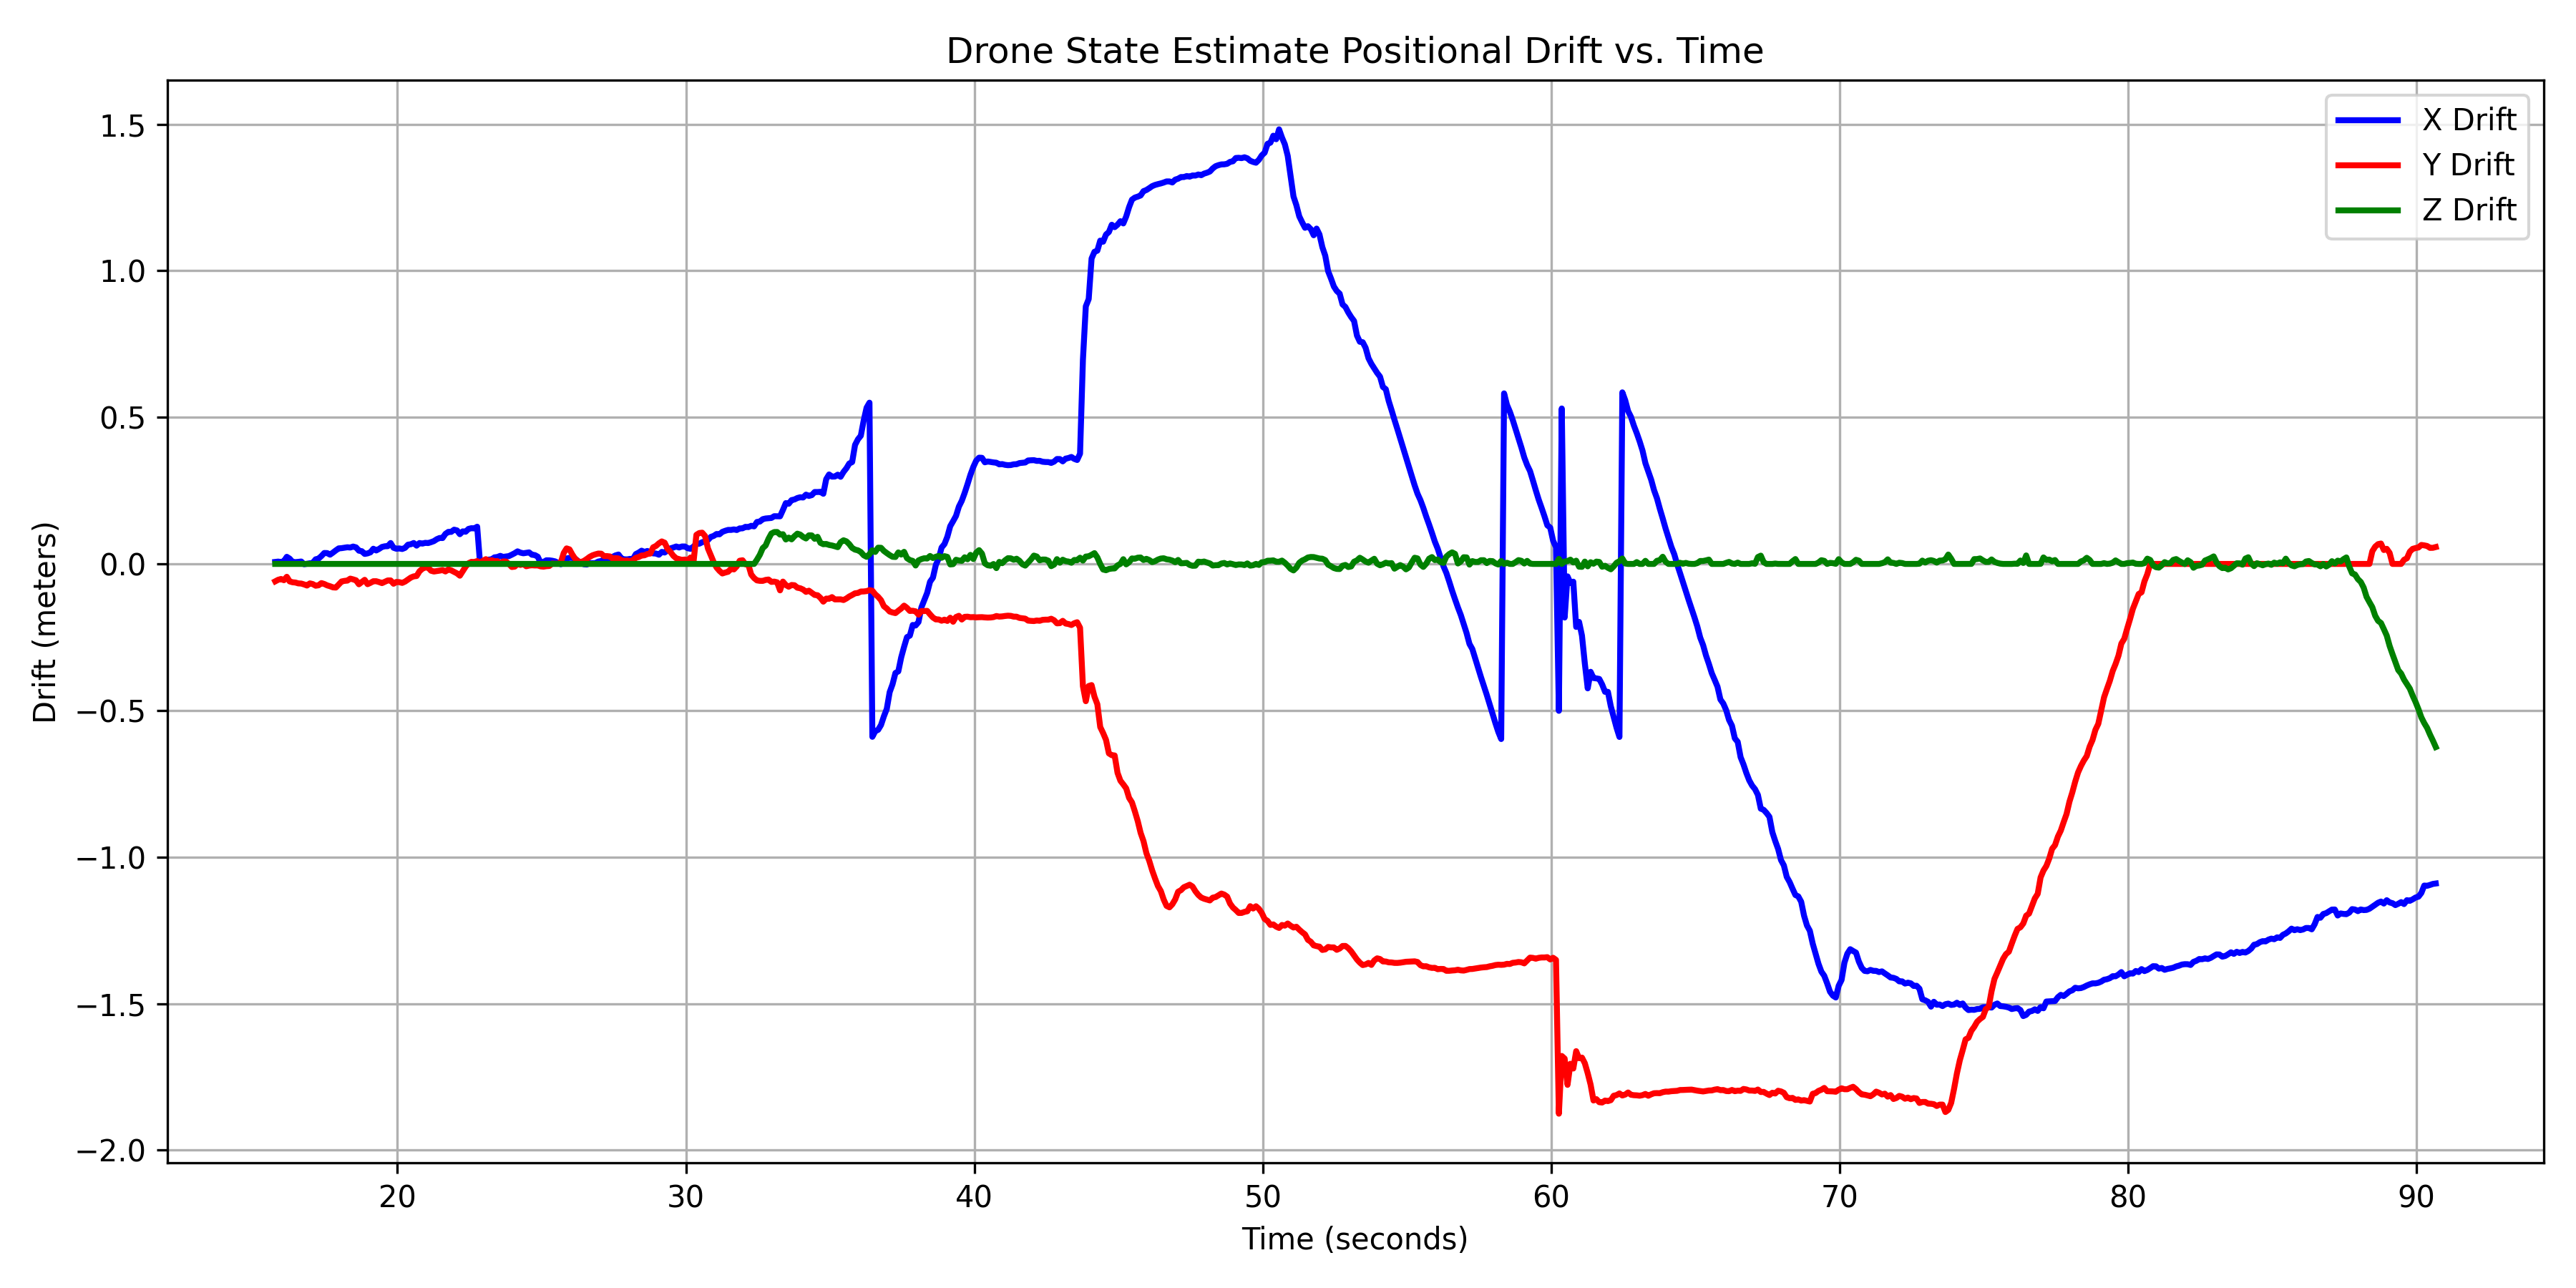 Drone State Estimate Positional Drift vs. Time
X Drift
Y Drift
Z Drift
Drift (meters)
1.5
1.0
0.5
0.0
−0.5
−1.0
−1.5
−2.0
20 30 40 50 60 70 80 90
Time (seconds)